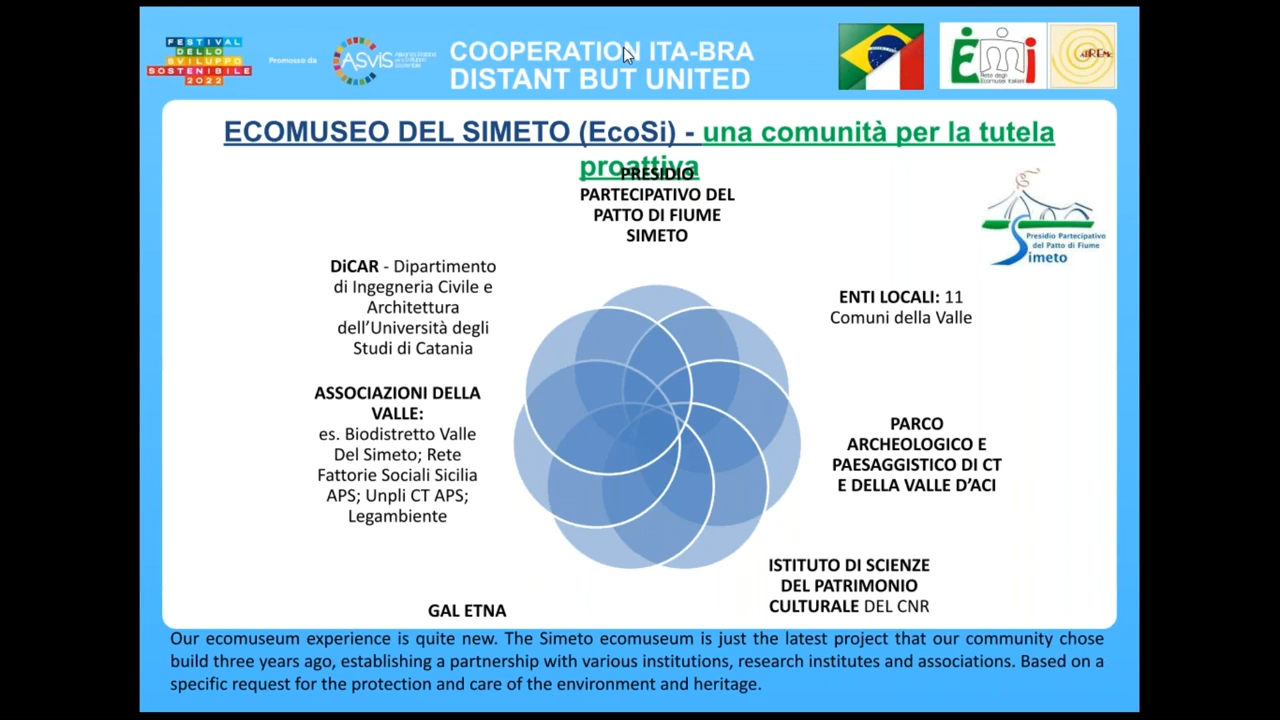 FESTIVAL
DELLO
SVILUPPO
SOSTENIBILE
2022
Promosso da
ASviS
COOPERATION ITA-BRA
DISTANT BUT UNITED
Rete degli
Ecomusei Italiani
ECOMUSEO DEL SIMETO (EcoSi) - una comunità per la tutela
proattiva
PRESIDIO
PARTECIPATIVO DEL
PATTO DI FIUME
SIMETO
Presidio Partecipativo
del Patto di Fiume
Simeto
DiCAR - Dipartimento
di Ingegneria Civile e
Architettura
dell’Università degli
Studi di Catania
ENTI LOCALI: 11
Comuni della Valle
ASSOCIAZIONI DELLA
VALLE:
es. Biodistretto Valle
Del Simeto; Rete
Fattorie Sociali Sicilia
APS; Unpli CT APS;
Legambiente
PARCO
ARCHEOLOGICO E
PAESAGGISTICO DI CT
E DELLA VALLE D’ACI
ISTITUTO DI SCIENZE
DEL PATRIMONIO
CULTURALE DEL CNR
GAL ETNA
Our ecomuseum experience is quite new. The Simeto ecomuseum is just the latest project that our community chose
build three years ago, establishing a partnership with various institutions, research institutes and associations. Based on a
specific request for the protection and care of the environment and heritage.